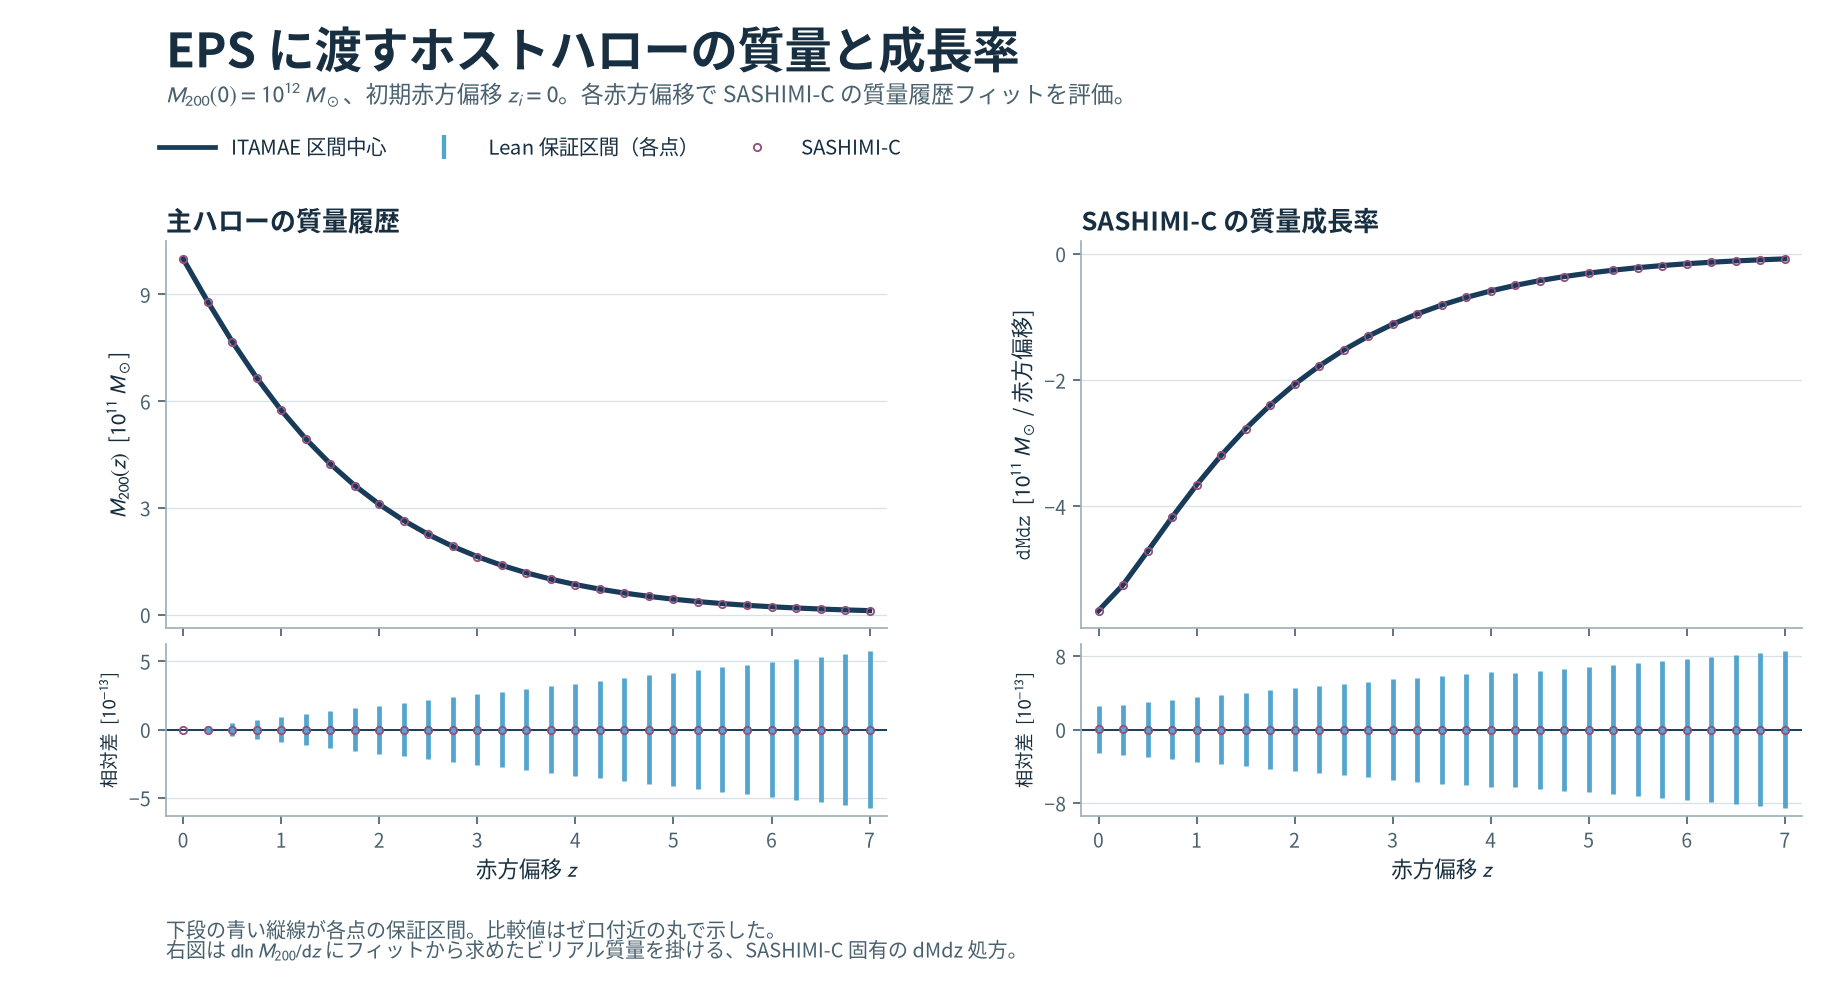 EPS に渡すホストハローの質量と成長率
M₂₀₀(0) = 10¹² M☉、初期赤方偏移 zᵢ = 0。各赤方偏移で SASHIMI-C の質量履歴フィットを評価。
ITAMAE 区間中心 Lean 保証区間（各点） SASHIMI-C
主ハローの質量履歴
M₂₀₀(z) [10¹¹ M☉]
9
6
3
0
相対差 [10⁻¹³]
5
0
−5
0 1 2 3 4 5 6 7
赤方偏移 z
SASHIMI-C の質量成長率
dMdz [10¹¹ M☉ / 赤方偏移]
0
−2
−4
相対差 [10⁻¹³]
8
0
−8
0 1 2 3 4 5 6 7
赤方偏移 z
下段の青い縦線が各点の保証区間。比較値はゼロ付近の丸で示した。
右図は dln M₂₀₀/dz にフィットから求めたビリアル質量を掛ける、SASHIMI-C 固有の dMdz 処方。